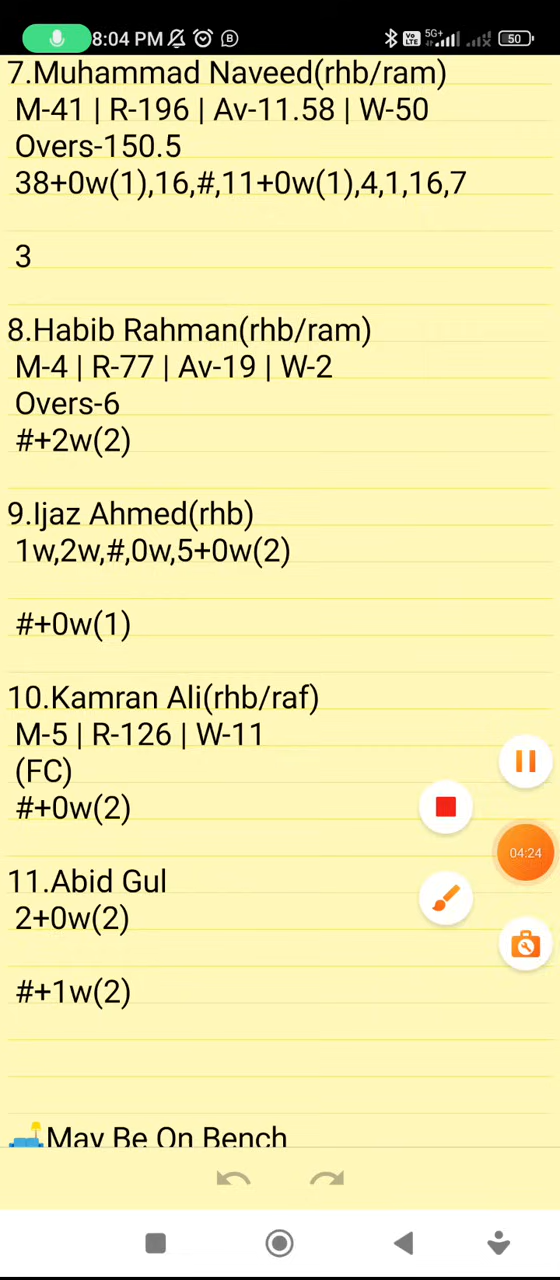 8:04 PM
5G+
50
7.Muhammad Naveed(rhb/ram)
M-41 | R-196 | Av-11.58 | W-50
Overs-150.5
38+0w(1),16,#,11+0w(1),4,1,16,7
3
8.Habib Rahman(rhb/ram)
M-4 | R-77 | Av-19 | W-2
Overs-6
#+2w(2)
9.Ijaz Ahmed(rhb)
1w,2w,#,0w,5+0w(2)
#+0w(1)
10.Kamran Ali(rhb/raf)
M-5 | R-126 | W-11
(FC)
#+0w(2)
04:24
11.Abid Gul
2+0w(2)
#+1w(2)
May Be On Bench